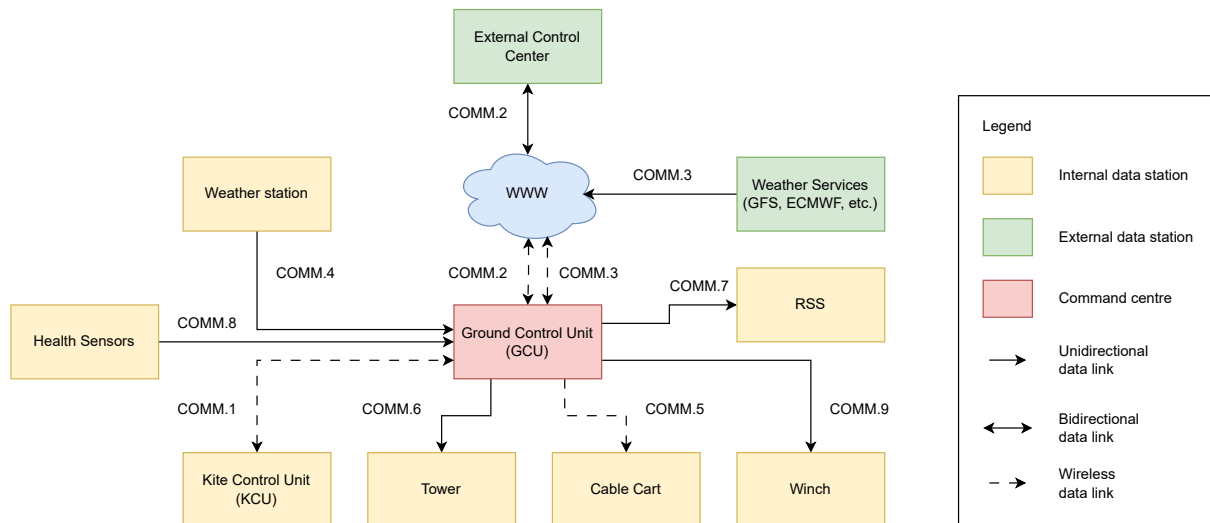 External Control
Center
COMM.2
Weather station
WWW
COMM.3
Weather Services
(GFS, ECMWF, etc.)
COMM.4
COMM.2
COMM.3
COMM.7
RSS
Health Sensors
COMM.8
Ground Control Unit
(GCU)
COMM.1
COMM.6
COMM.5
COMM.9
Kite Control Unit
(KCU)
Tower
Cable Cart
Winch
Legend
Internal data station
External data station
Command centre
Unidirectional
data link
Bidirectional
data link
Wireless
data link